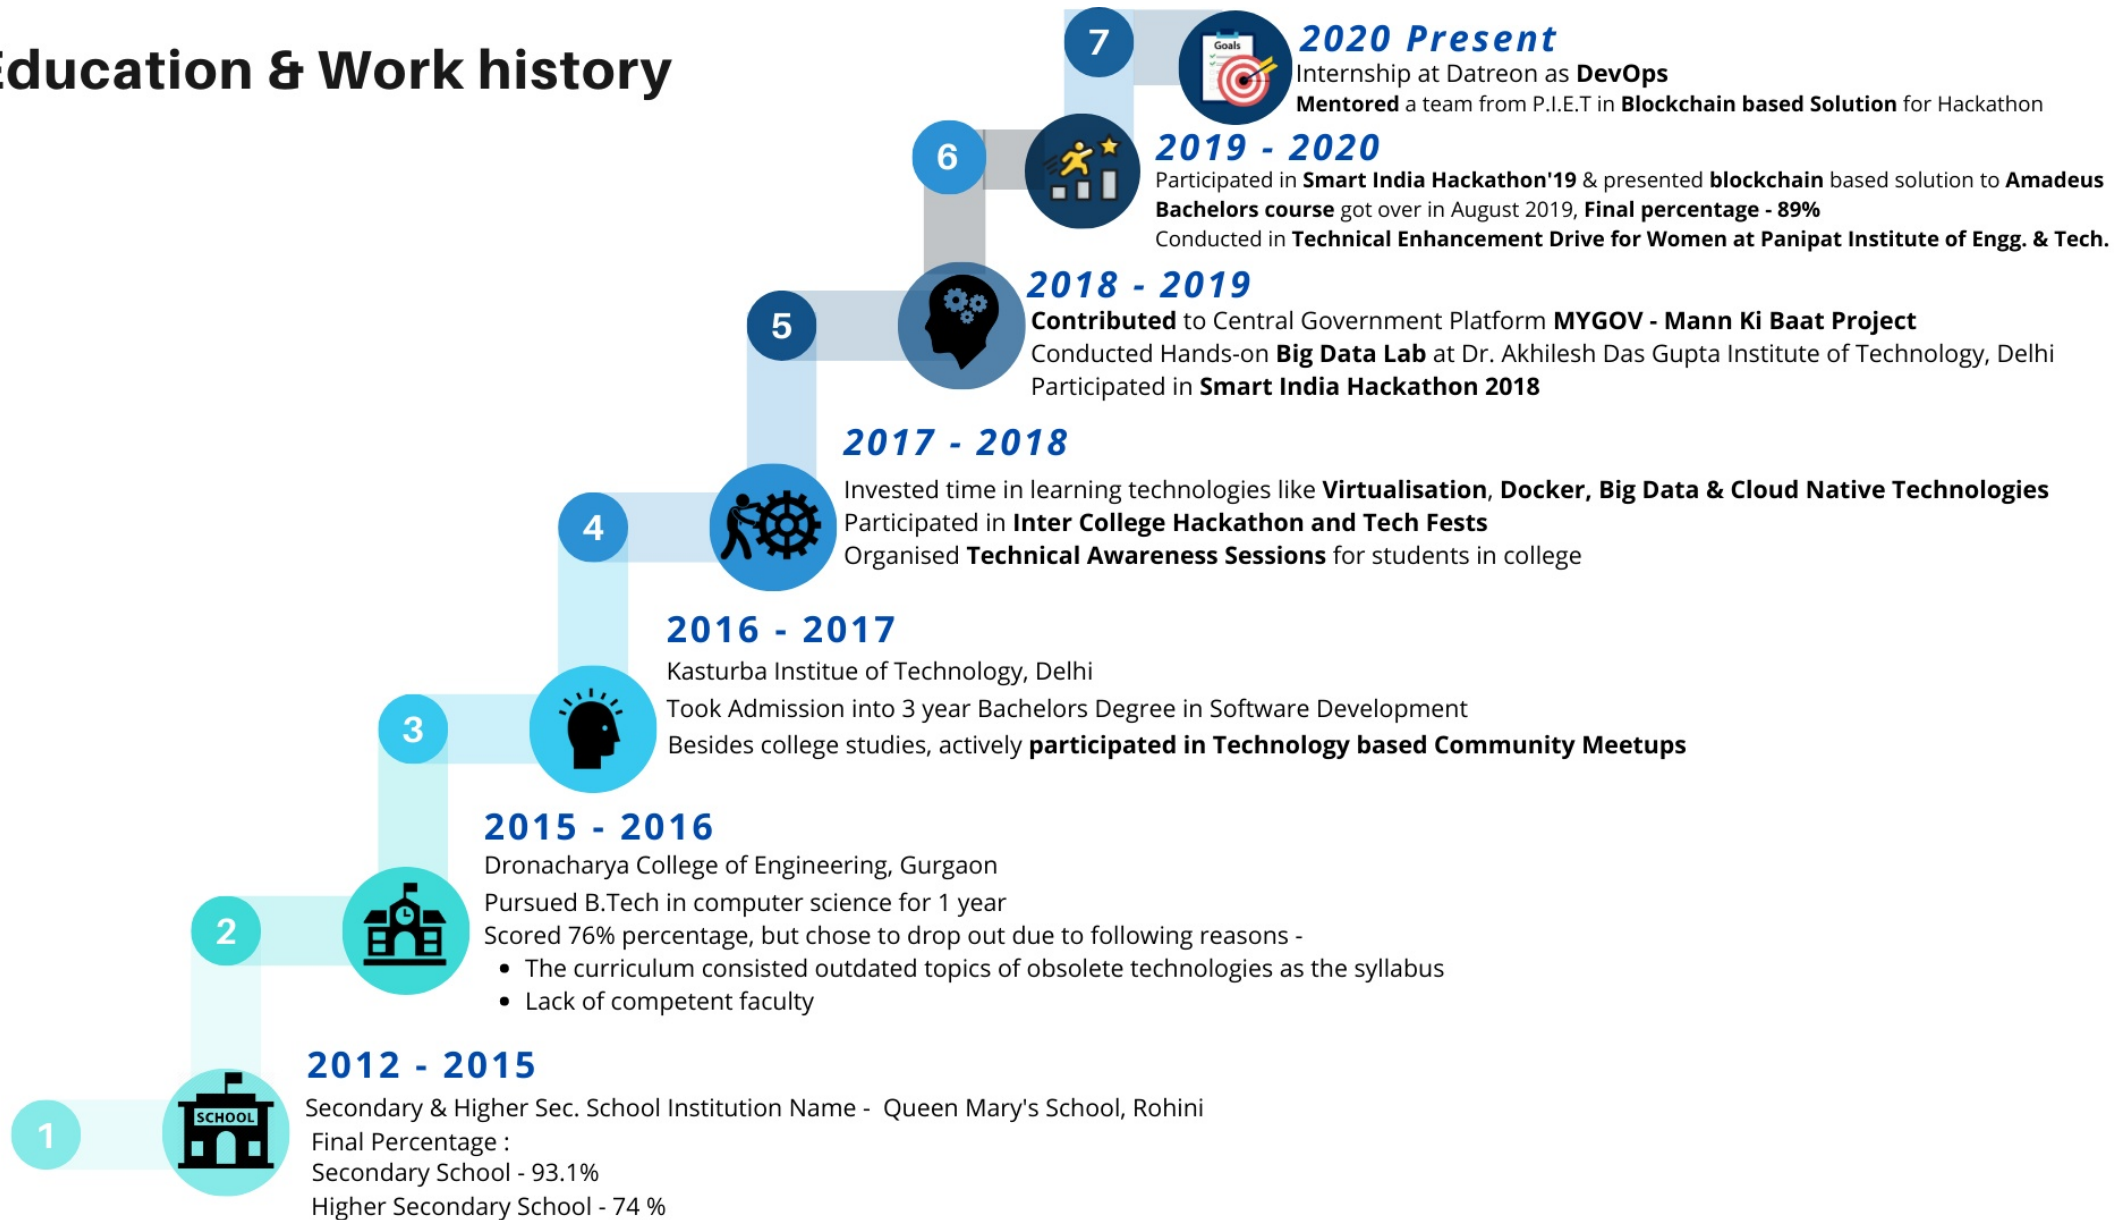 Education & Work history
7
Goals
2020 Present
Internship at Datreon as DevOps
Mentored a team from P.I.E.T in Blockchain based Solution for Hackathon
6
2019 - 2020
Participated in Smart India Hackathon'19 & presented blockchain based solution to Amadeus
Bachelors course got over in August 2019, Final percentage - 89%
Conducted in Technical Enhancement Drive for Women at Panipat Institute of Engg. & Tech.
5
2018 - 2019
Contributed to Central Government Platform MYGOV - Mann Ki Baat Project
Conducted Hands-on Big Data Lab at Dr. Akhilesh Das Gupta Institute of Technology, Delhi
Participated in Smart India Hackathon 2018
4
2017 - 2018
Invested time in learning technologies like Virtualisation, Docker, Big Data & Cloud Native Technologies
Participated in Inter College Hackathon and Tech Fests
Organised Technical Awareness Sessions for students in college
3
2016 - 2017
Kasturba Institue of Technology, Delhi
Took Admission into 3 year Bachelors Degree in Software Development
Besides college studies, actively participated in Technology based Community Meetups
2
2015 - 2016
Dronacharya College of Engineering, Gurgaon
Pursued B.Tech in computer science for 1 year
Scored 76% percentage, but chose to drop out due to following reasons -
• The curriculum consisted outdated topics of obsolete technologies as the syllabus
• Lack of competent faculty
1
SCHOOL
2012 - 2015
Secondary & Higher Sec. School Institution Name - Queen Mary's School, Rohini
Final Percentage :
Secondary School - 93.1%
Higher Secondary School - 74 %